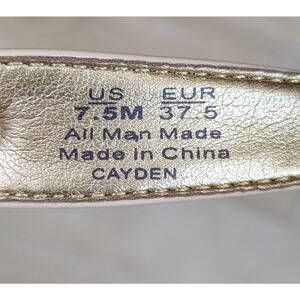 US EUR
7.5M 37.5
All Man Made
Made in China
CAYDEN